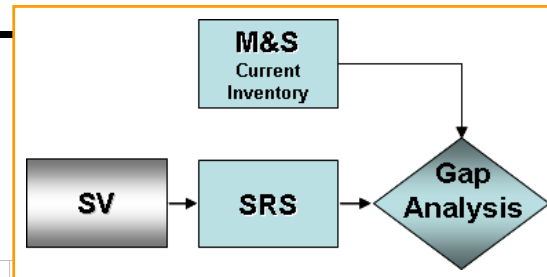 M&S
Current
Inventory
SV
SRS
Gap
Analysis